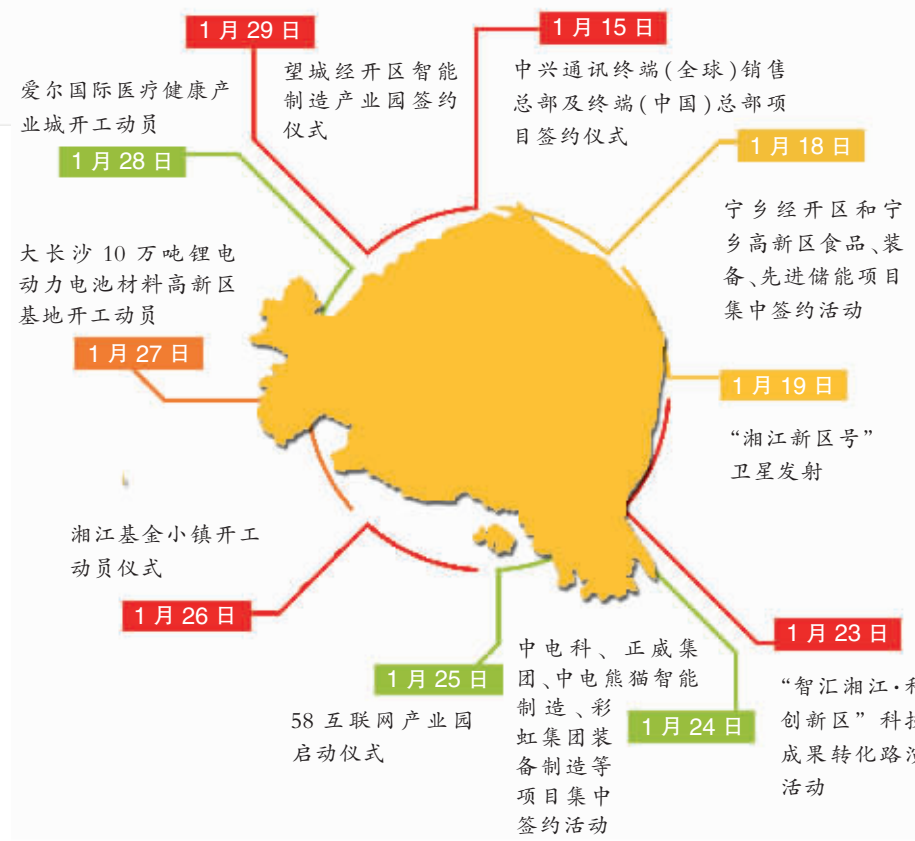 1月15日
中兴通讯终端(全球)销售
总部及终端(中国)总部项
目签约仪式
1月18日
宁乡经开区和宁
乡高新区食品、装
备、先进储能项目
集中签约活动
1月19日
“湘江新区号”
卫星发射
1月23日
“智汇湘江·科
创新区”科技
成果转化路演
活动
1月24日
中电科、正威集
团、中电熊猫智能
制造、彩
虹集团装
备制造等
项目集中
签约活动
1月25日
58互联网产业园
启动仪式
湘江基金小镇开工
动员仪式
1月26日
大长沙10万吨锂电
动力电池材料高新区
基地开工动员
1月27日
爱尔国际医疗健康产
业城开工动员
1月28日
1月29日
望城经开区智能
制造产业园签约
仪式